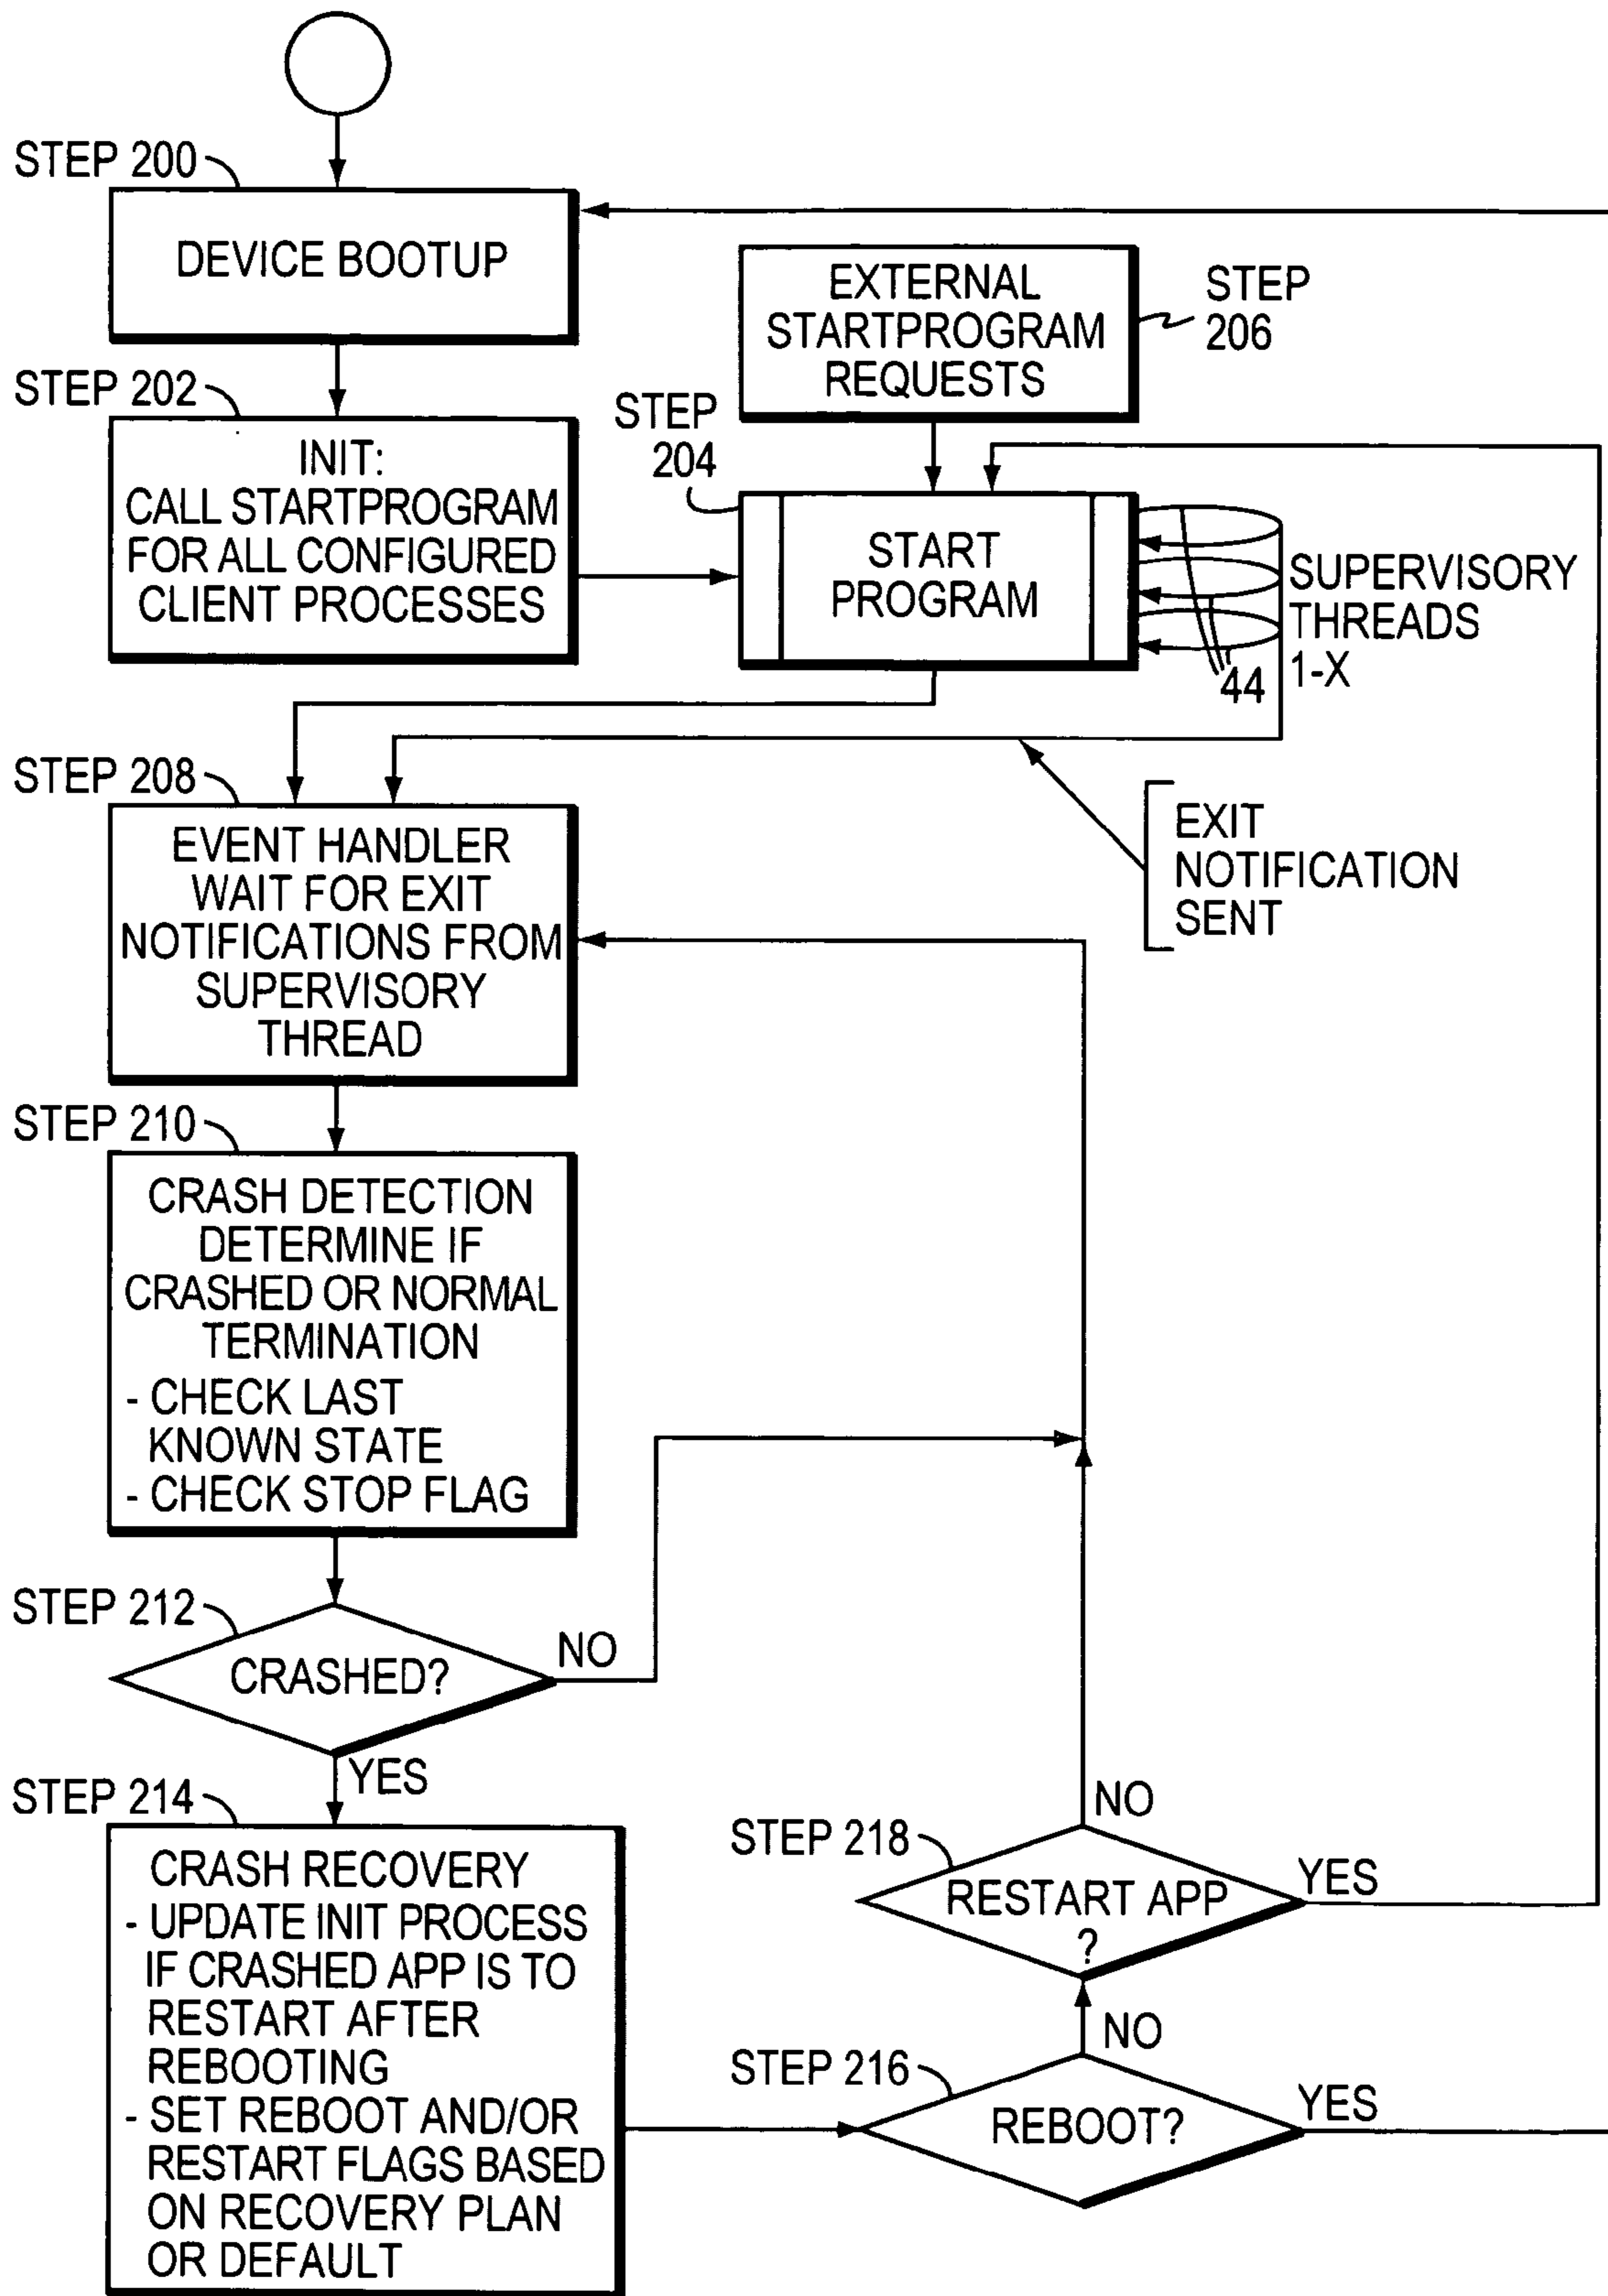 STEP 200
DEVICE BOOTUP
EXTERNAL
STARTPROGRAM
REQUESTS
STEP
206
STEP 202
INIT:
CALL STARTPROGRAM
FOR ALL CONFIGURED
CLIENT PROCESSES
STEP
204
START
PROGRAM
SUPERVISORY
THREADS
1-X
44
STEP 208
EVENT HANDLER
WAIT FOR EXIT
NOTIFICATIONS FROM
SUPERVISORY
THREAD
EXIT
NOTIFICATION
SENT
STEP 210
CRASH DETECTION
DETERMINE IF
CRASHED OR NORMAL
TERMINATION
- CHECK LAST
KNOWN STATE
- CHECK STOP FLAG
STEP 212
CRASHED?
NO
YES
STEP 214
CRASH RECOVERY
- UPDATE INIT PROCESS
IF CRASHED APP IS TO
RESTART AFTER
REBOOTING
- SET REBOOT AND/OR
RESTART FLAGS BASED
ON RECOVERY PLAN
OR DEFAULT
NO
STEP 218
RESTART APP
?
YES
NO
STEP 216
REBOOT?
YES